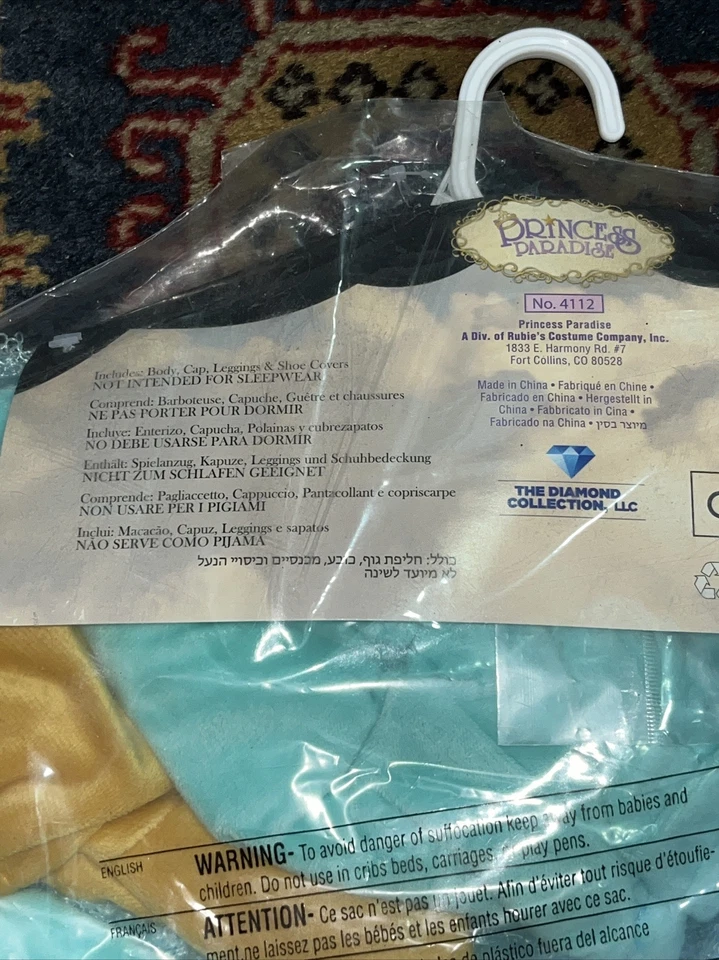 PRINCESS
PARADISE
No. 4112
Princess Paradise
A Div. of Rubie's Costume Company, Inc.
1833 E. Harmony Rd. #7
Fort Collins, CO 80528
Made in China • Fabriqué en Chine •
Fabricado en China • Hergestellt in
China • Fabbricato in Cina •
Fabricado na China • מיוצר בסין
THE DIAMOND
COLLECTION, LLC
Includes: Body, Cap, Leggings & Shoe Covers
NOT INTENDED FOR SLEEPWEAR
Comprend: Barboteuse, Capuche, Guêtre et chaussures
NE PAS PORTER POUR DORMIR
Incluye: Enterizo, Capucha, Polainas y cubrezapatos
NO DEBE USARSE PARA DORMIR
Enthält: Spielanzug, Kapuze, Leggings und Schuhbedeckung
NICHT ZUM SCHLAFEN GEEIGNET
Comprende: Pagliaccetto, Cappuccio, Pantacollant e copriscarpe
NON USARE PER I PIGIAMI
Inclui: Macacão, Capuz, Leggings e sapatos
NÃO SERVE COMO PIJAMA
כולל: חליפת גוף, כובע, מכנסיים וכיסויי הנעל
לא מיועד לשינה
ENGLISH
WARNING- To avoid danger of suffocation keep away from babies and
children. Do not use in cribs beds, carriages, play pens.
FRANÇAIS
ATTENTION- Ce sac n'est pas un jouet. Afin d'éviter tout risque d'étoufie-
ment,ne laissez pas les bébés et les enfants hourer avec ce sac.
de plástico fuera del alcance